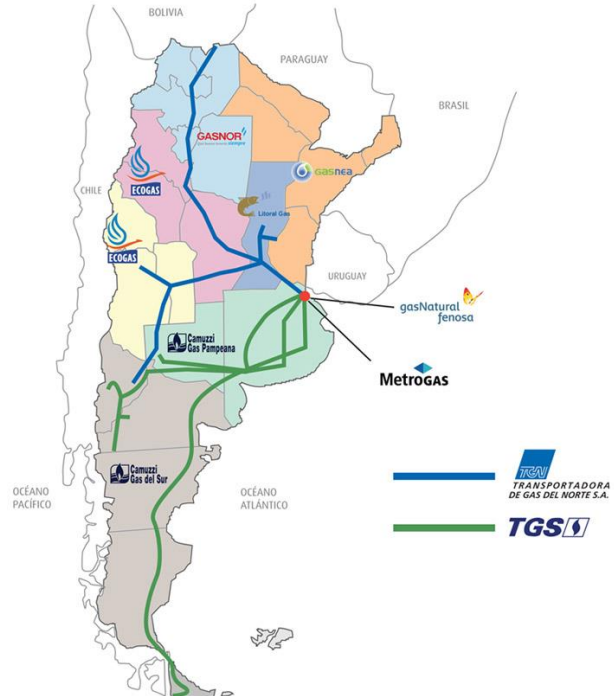 BOLIVIA
PARAGUAY
BRASIL
GASNOR
gasnea
ECOGAS
CHILE
Litoral Gas
ECOGAS
URUGUAY
gasNatural
fenosa
Camuzzi
Gas Pampeana
MetroGAS
Camuzzi
Gas del Sur
TGN
TRANSPORTADORA
DE GAS DEL NORTE S.A.
OCÉANO
PACÍFICO
OCÉANO
ATLÁNTICO
TGS